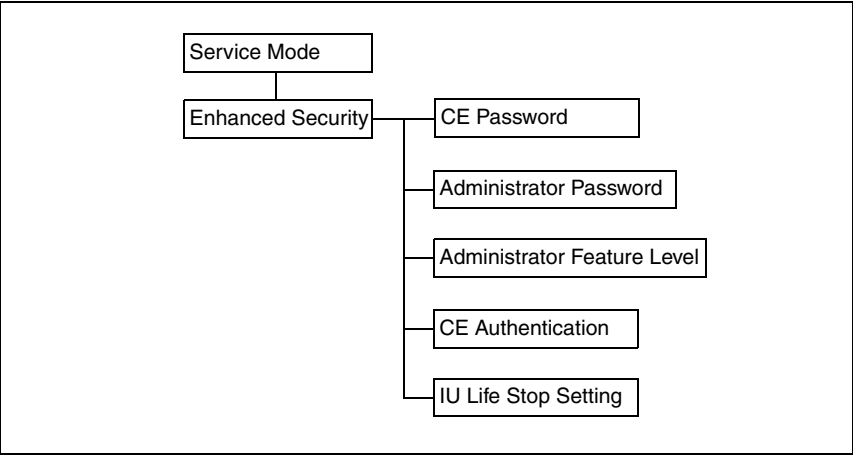 Service Mode
Enhanced Security
CE Password
Administrator Password
Administrator Feature Level
CE Authentication
IU Life Stop Setting